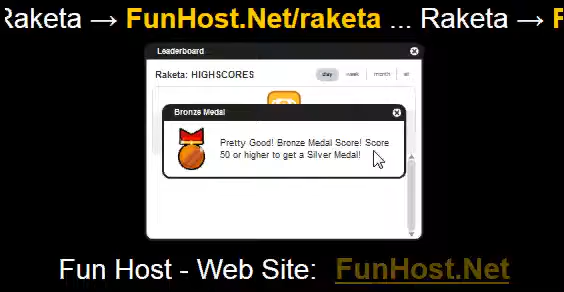 Raketa → FunHost.Net/raketa ... Raketa → F
Leaderboard
Raketa: HIGHSCORES day week month all
Bronze Medal
Pretty Good! Bronze Medal Score! Score
50 or higher to get a Silver Medal!
Fun Host - Web Site: FunHost.Net